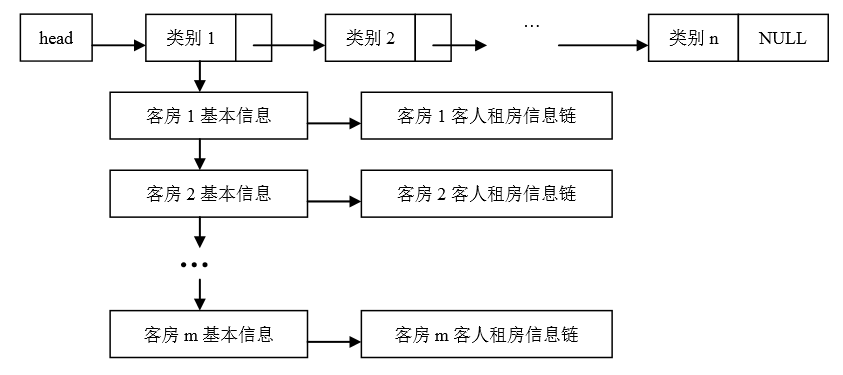 head 类别 1 类别 2 … 类别 n NULL
客房 1 基本信息 客房 1 客人租房信息链
客房 2 基本信息 客房 2 客人租房信息链
…
客房 m 基本信息 客房 m 客人租房信息链